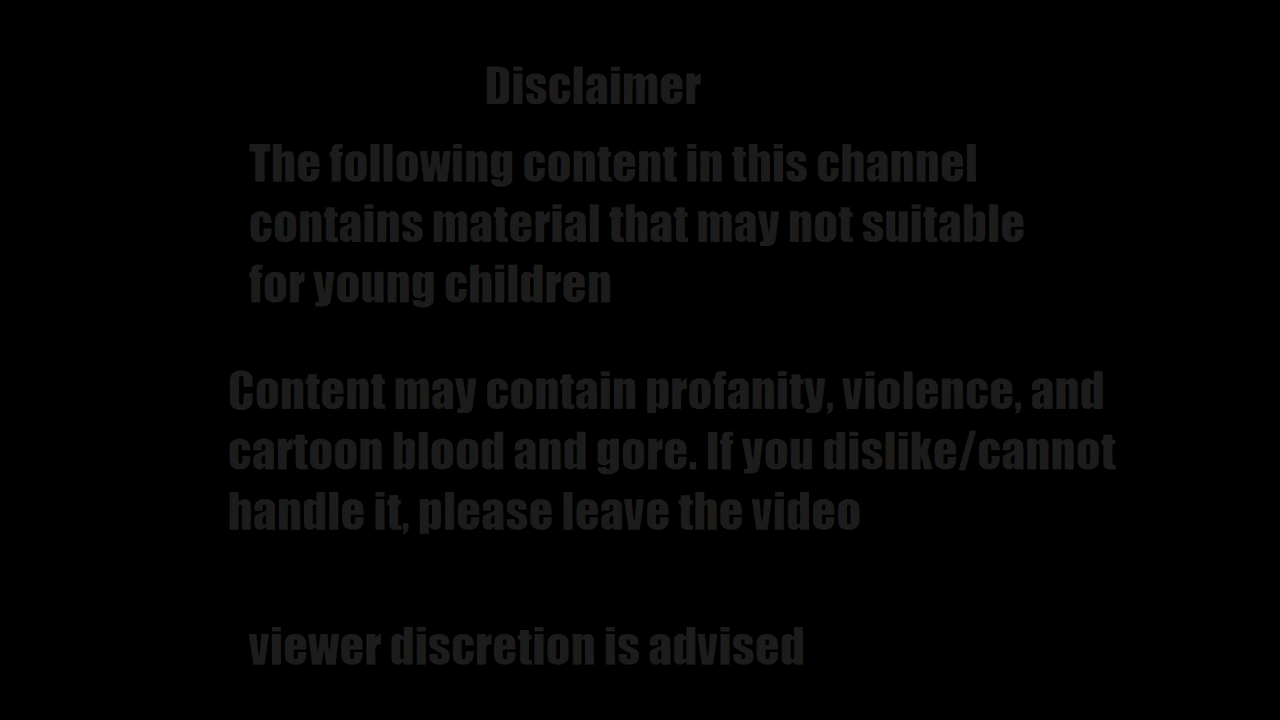 Disclaimer
The following content in this channel
contains material that may not suitable
for young children
Content may contain profanity, violence, and
cartoon blood and gore. If you dislike/cannot
handle it, please leave the video
viewer discretion is advised